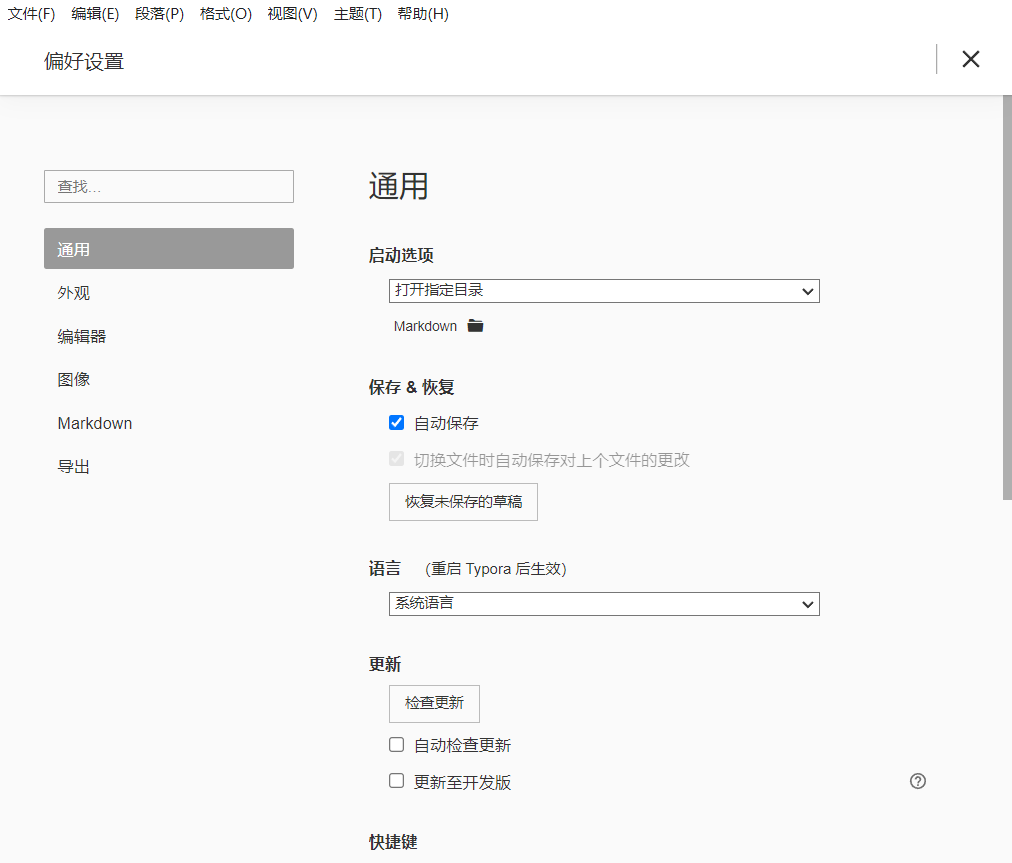 文件(F) 编辑(E) 段落(P) 格式(O) 视图(V) 主题(T) 帮助(H)
偏好设置
查找...
通用
外观
编辑器
图像
Markdown
导出
通用
启动选项
打开指定目录
Markdown
保存 & 恢复
自动保存
切换文件时自动保存对上个文件的更改
恢复未保存的草稿
语言 (重启 Typora 后生效)
系统语言
更新
检查更新
自动检查更新
更新至开发版
快捷键